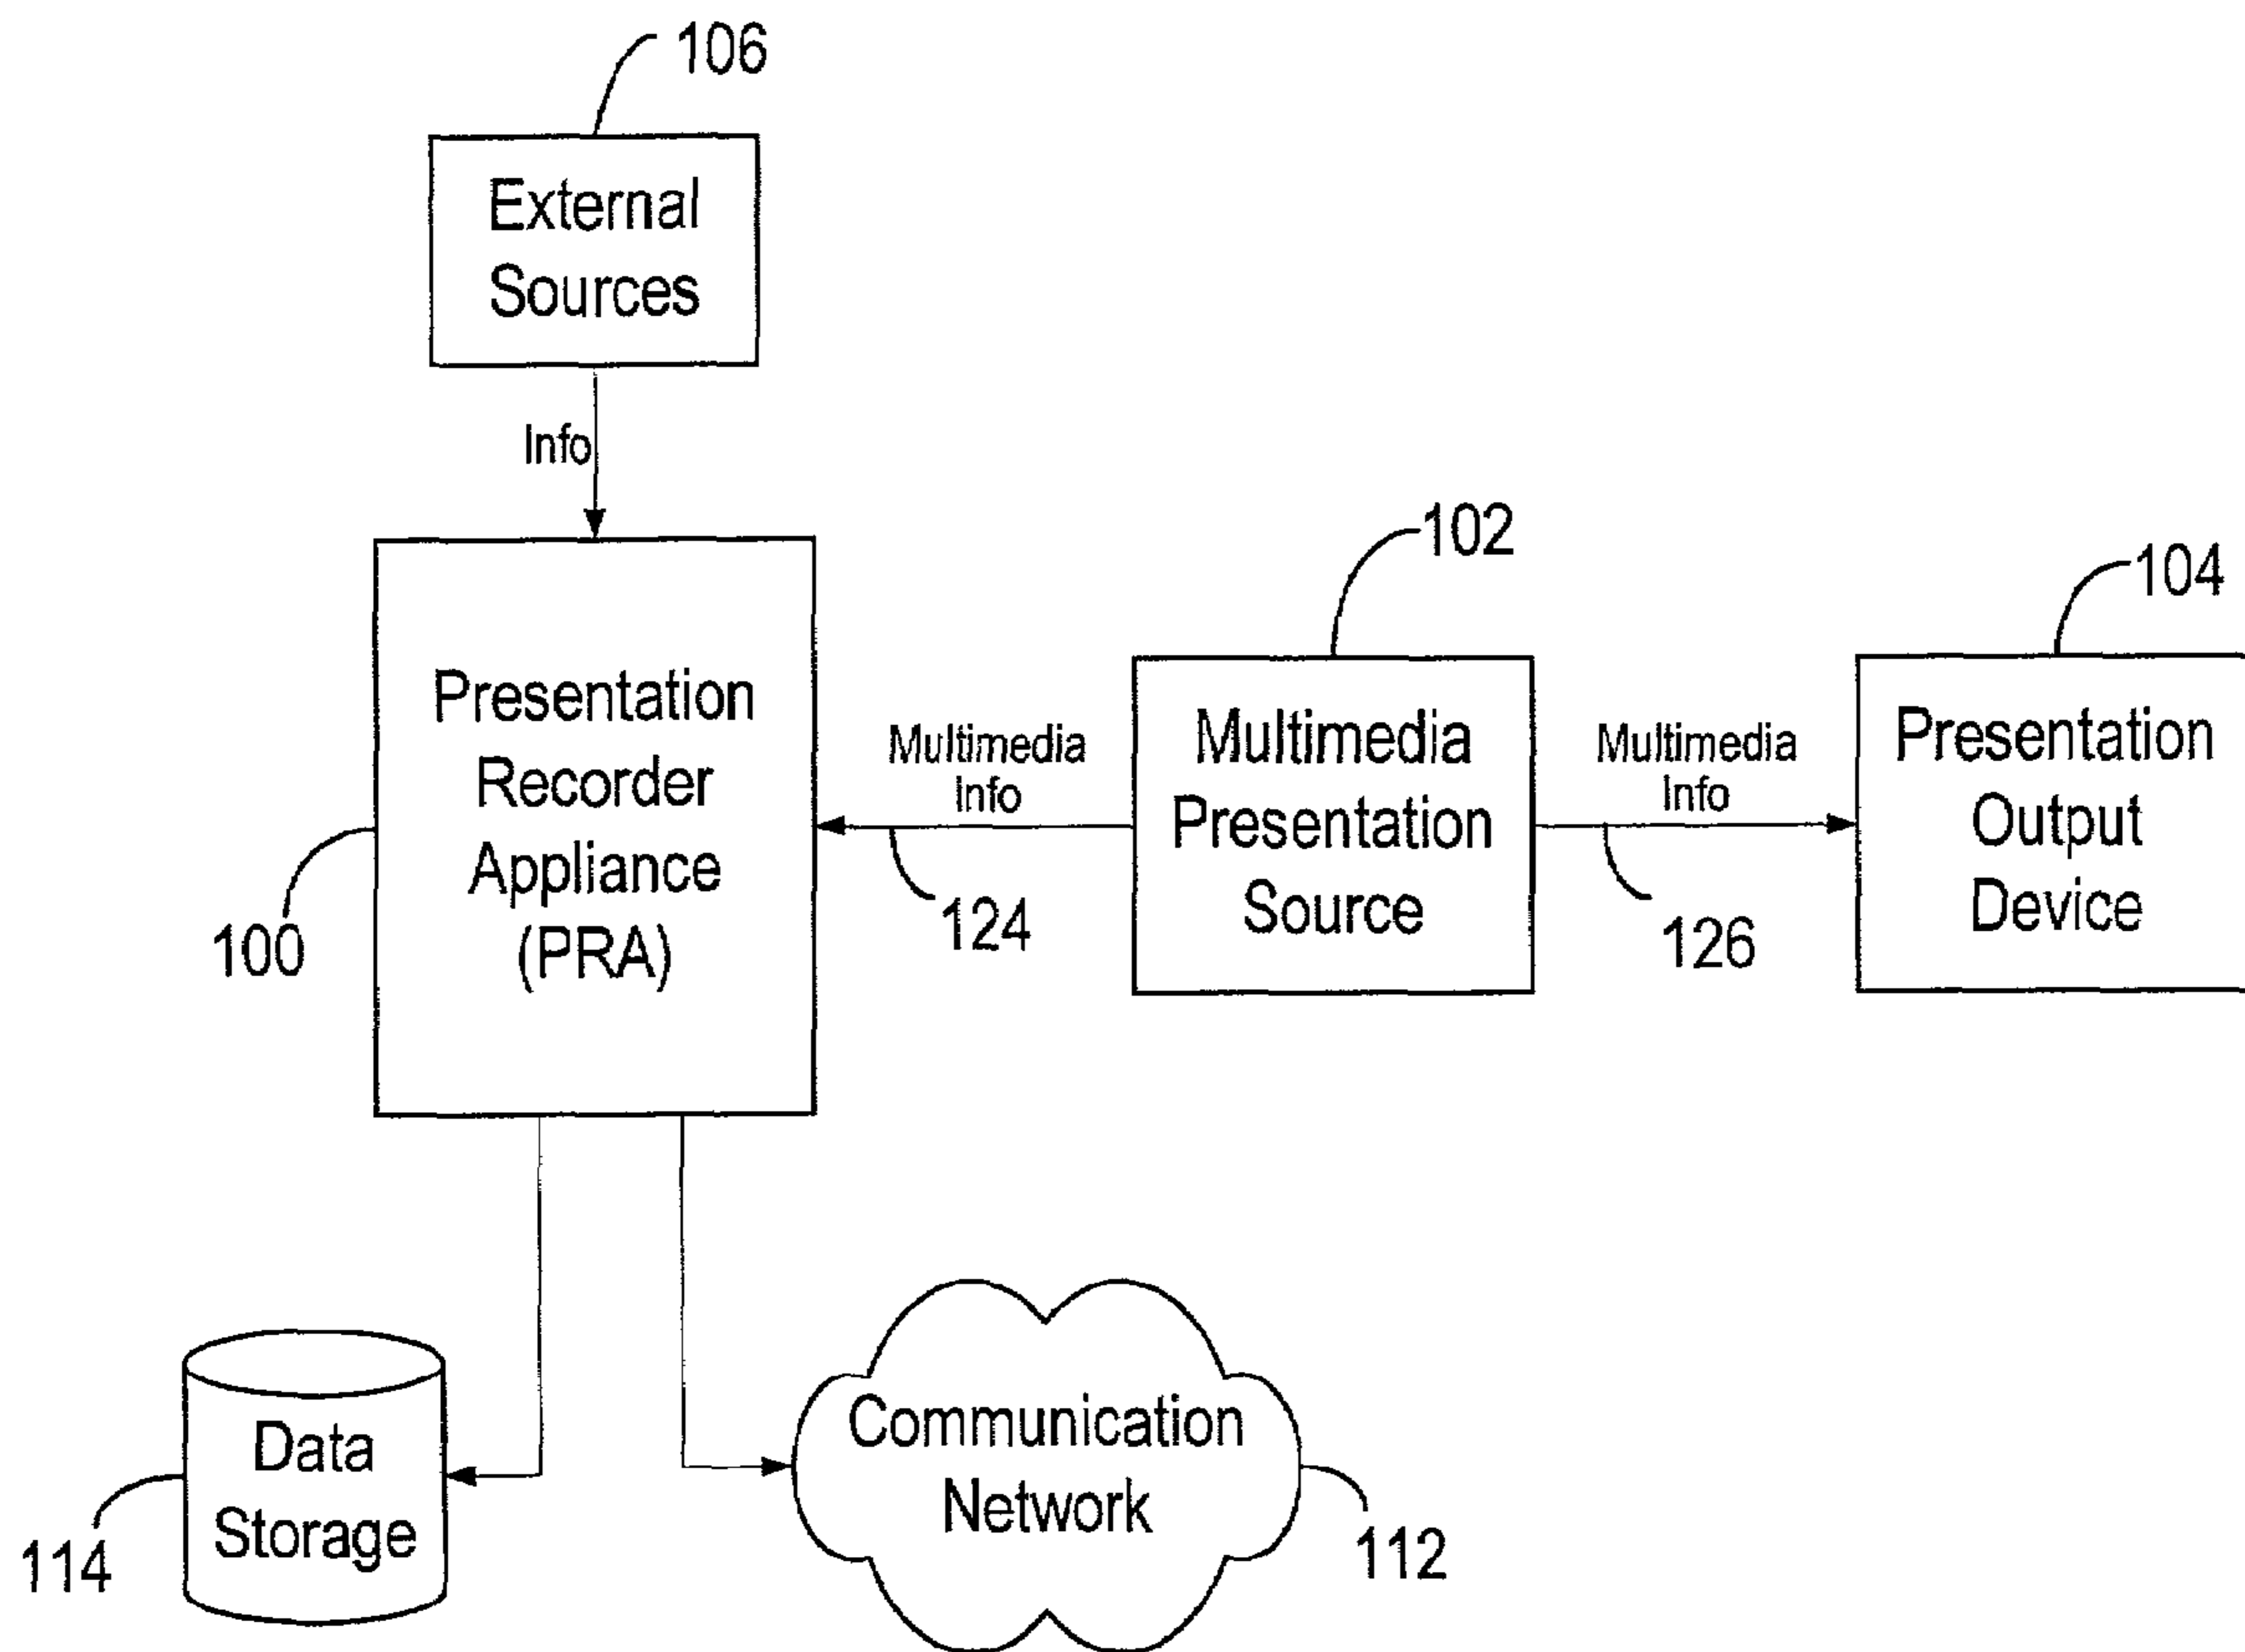 106
External
Sources
Info
102
104
Presentation
Recorder
Appliance
(PRA)
100
Multimedia
Info
124
Multimedia
Presentation
Source
Multimedia
Info
126
Presentation
Output
Device
Data
Storage
114
Communication
Network
112